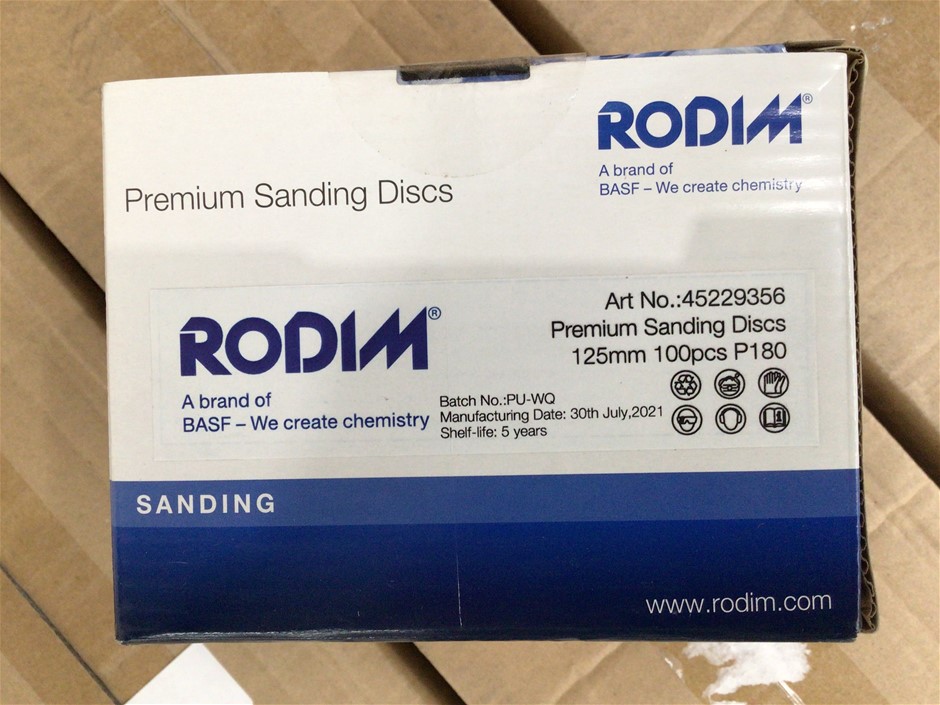 RODIM®
A brand of
BASF – We create chemistry
Premium Sanding Discs
RODIM®
A brand of
BASF – We create chemistry
Art No.:45229356
Premium Sanding Discs
125mm 100pcs P180
Batch No.:PU-WQ
Manufacturing Date: 30th July,2021
Shelf-life: 5 years
SANDING
www.rodim.com